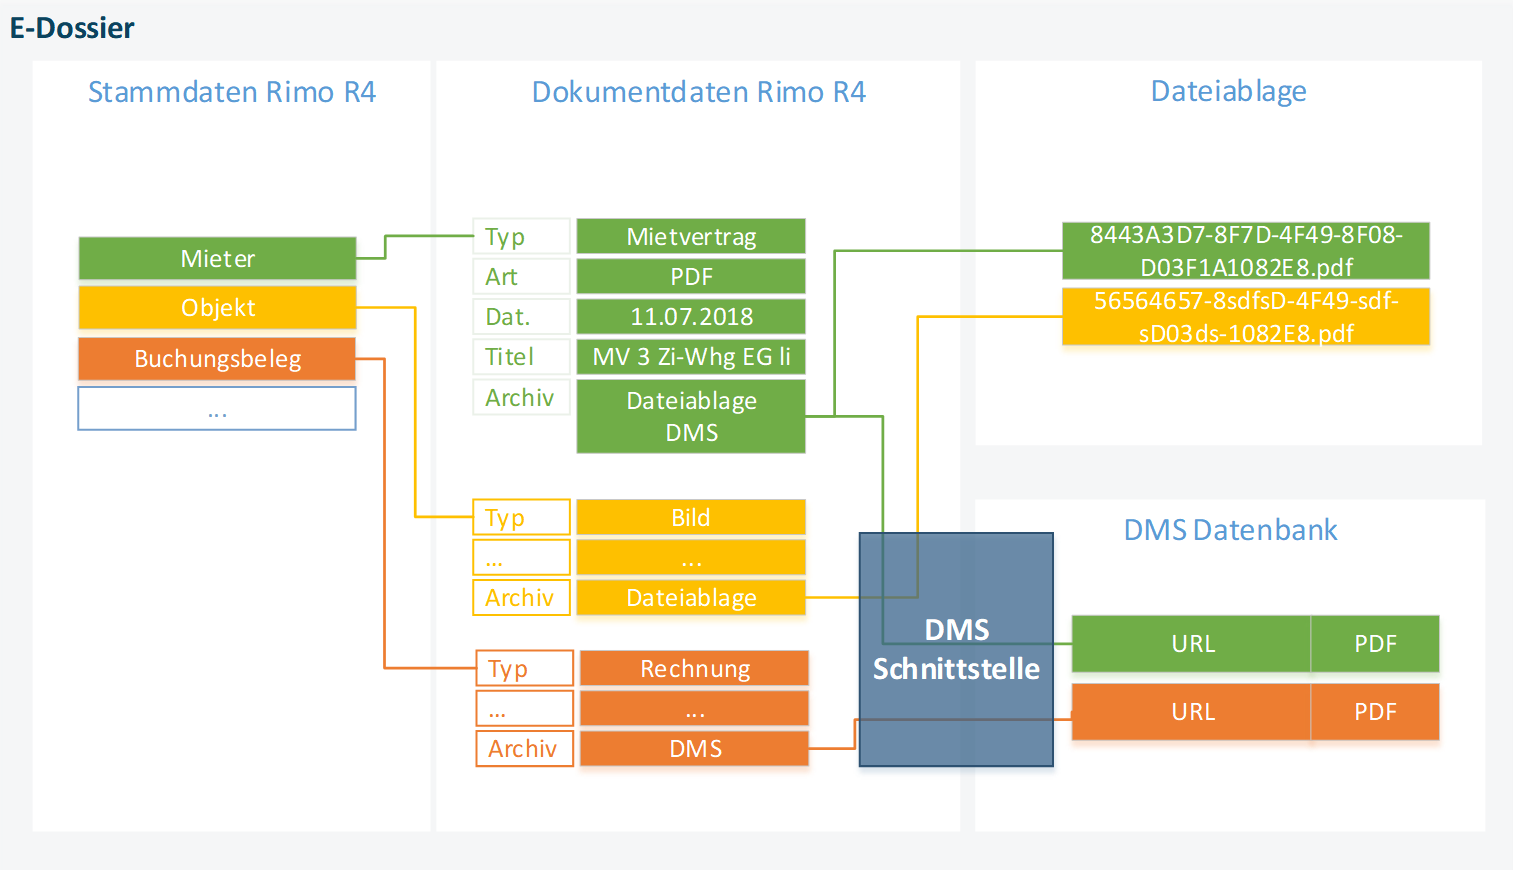 E-Dossier
Stammdaten Rimo R4
Mieter
Objekt
Buchungsbeleg
...
Dokumentdaten Rimo R4
Typ Mietvertrag
Art PDF
Dat. 11.07.2018
Titel MV 3 Zi-Whg EG li
Archiv Dateiablage
DMS
Typ Bild
... ...
Archiv Dateiablage
Typ Rechnung
... ...
Archiv DMS
DMS
Schnittstelle
Dateiablage
8443A3D7-8F7D-4F49-8F08-
D03F1A1082E8.pdf
56564657-8sdfsD-4F49-sdf-
sD03ds-1082E8.pdf
DMS Datenbank
URL PDF
URL PDF